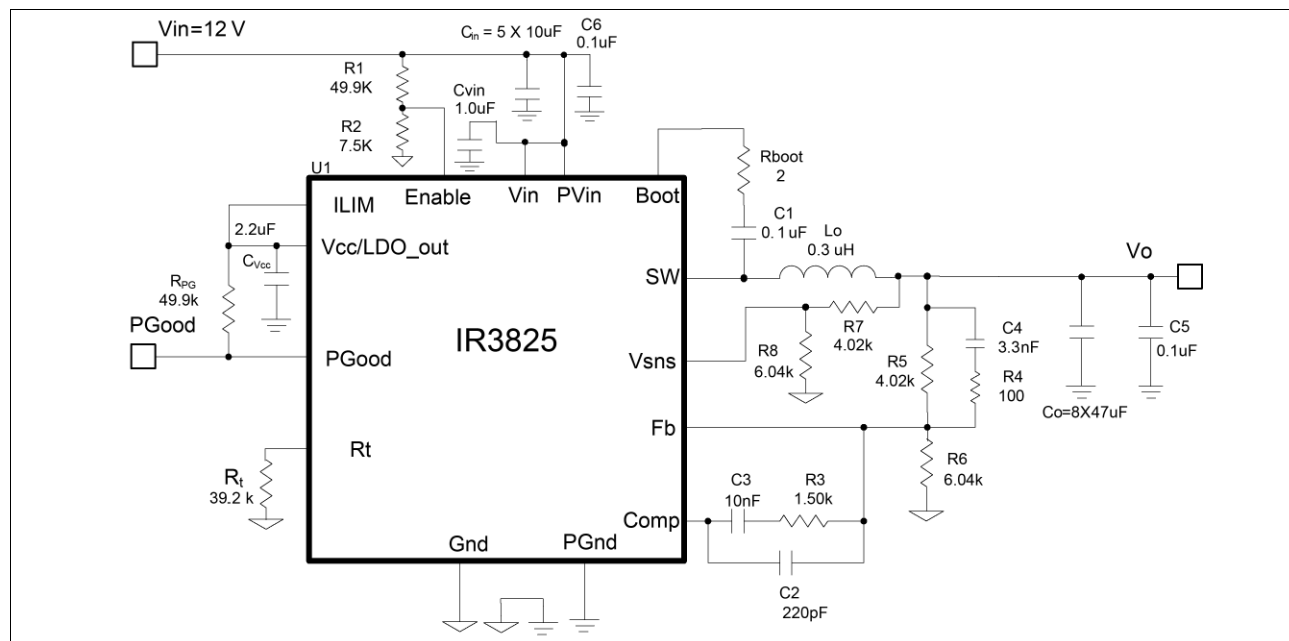 Vin=12 V
Cin = 5 X 10uF
C6
0.1uF
R1
49.9K
Cvin
1.0uF
R2
7.5K
U1
Rboot
2
ILIM
Enable
Vin
PVin
Boot
2.2uF
CVcc
Vcc/LDO_out
C1
0.1uF
Lo
0.3 uH
Vo
SW
RPG
49.9k
PGood
PGood
IR3825
Vsns
R7
4.02k
R8
6.04k
R5
4.02k
C4
3.3nF
R4
100
C5
0.1uF
Co=8X47uF
Fb
Rt
Rt
39.2 k
R6
6.04k
C3
10nF
R3
1.50k
Comp
Gnd
PGnd
C2
220pF